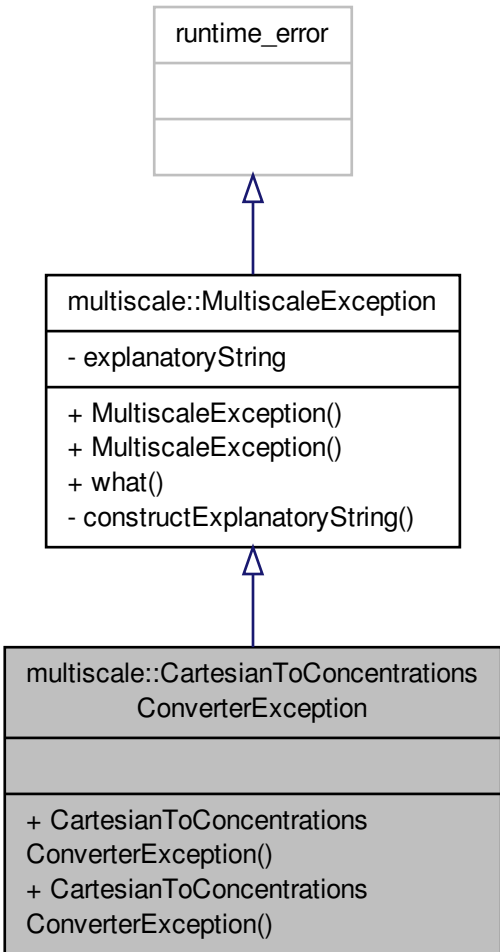 runtime_error
multiscale::MultiscaleException
- explanatoryString
+ MultiscaleException()
+ MultiscaleException()
+ what()
- constructExplanatoryString()
multiscale::CartesianToConcentrations
ConverterException
+ CartesianToConcentrations
ConverterException()
+ CartesianToConcentrations
ConverterException()